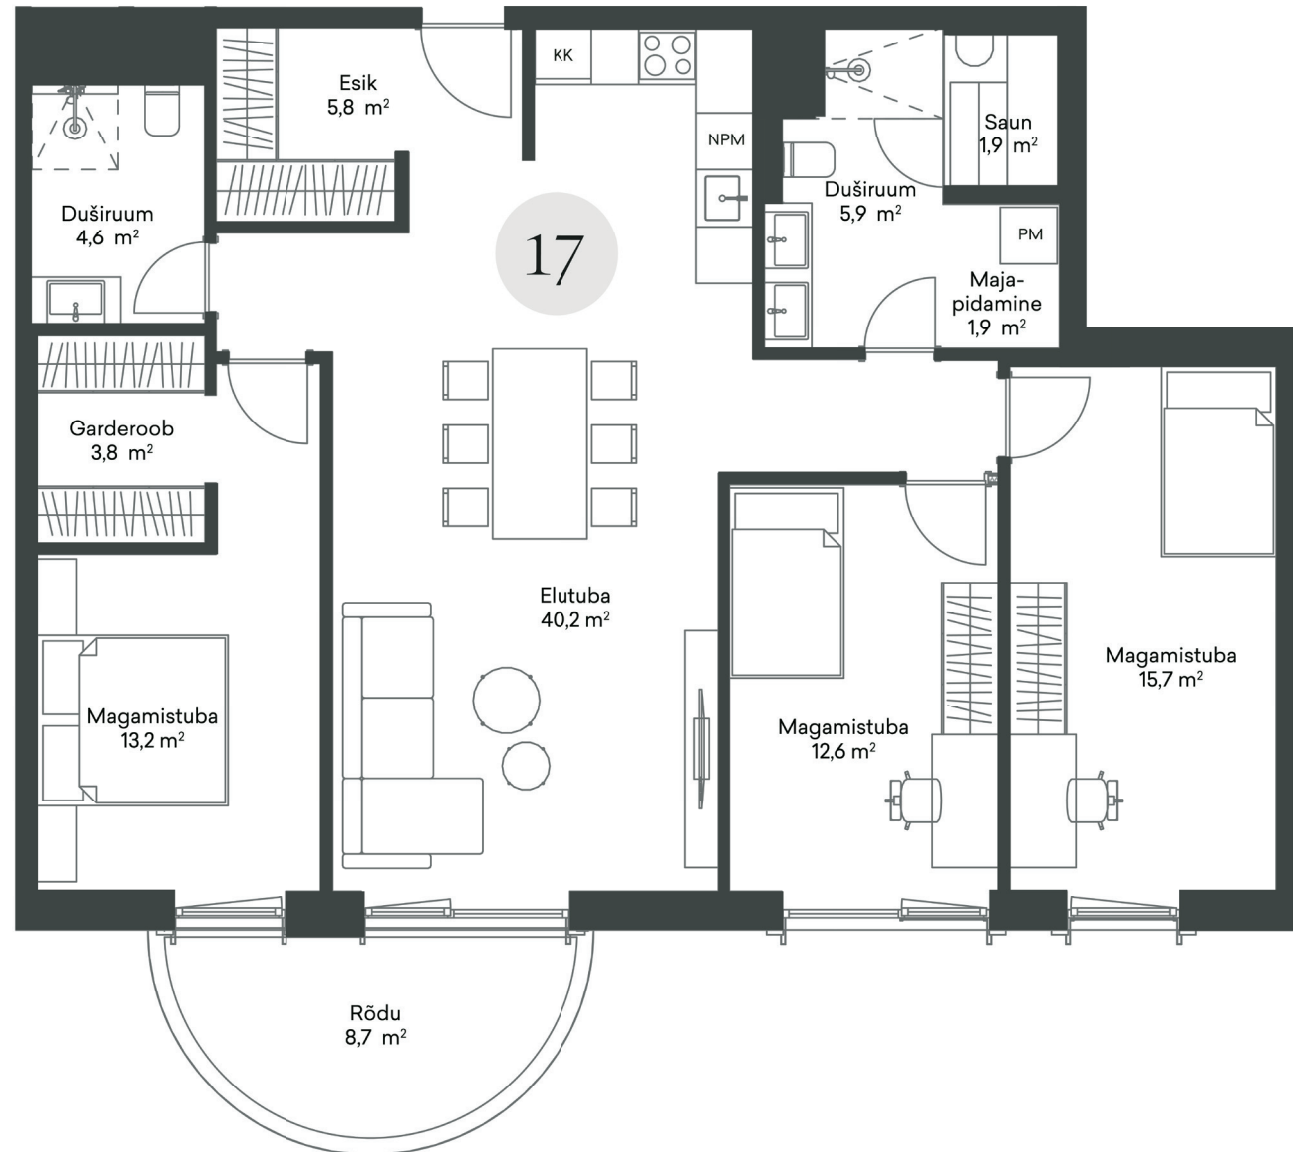 Esik
5,8 m²
KK
NPM
Saun
1,9 m²
Duširuum
5,9 m²
PM
Maja-
pidamine
1,9 m²
Duširuum
4,6 m²
17
Garderoob
3,8 m²
Elutuba
40,2 m²
Magamistuba
13,2 m²
Magamistuba
12,6 m²
Magamistuba
15,7 m²
Rõdu
8,7 m²